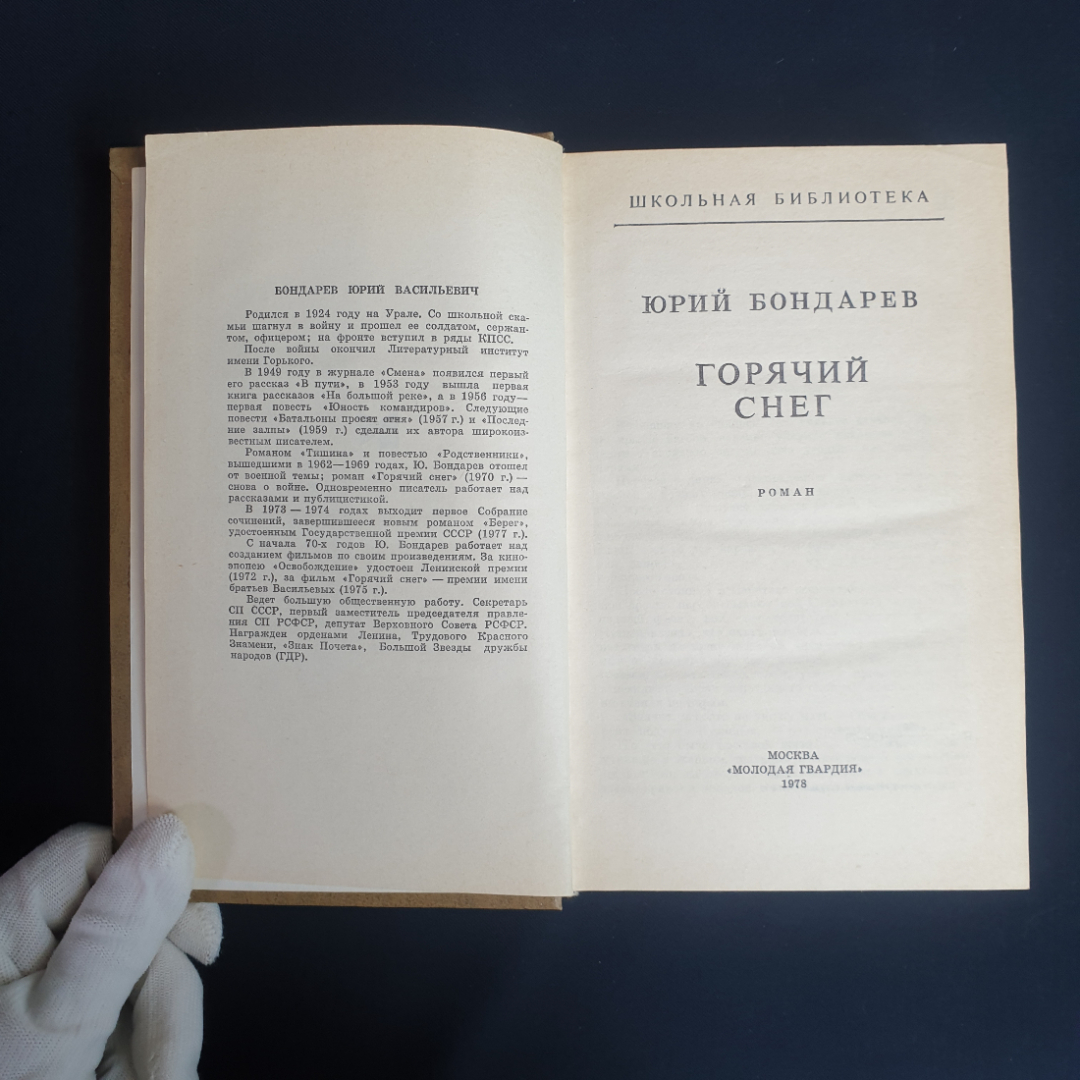 БОНДАРЕВ ЮРИЙ ВАСИЛЬЕВИЧ
Родился в 1924 году на Урале. Со школьной ска-
мьи шагнул в войну и прошел ее солдатом, сержан-
том, офицером; на фронте вступил в ряды КПСС.
После войны окончил Литературный институт
имени Горького.
В 1949 году в журнале «Смена» появился первый
его рассказ «В пути», в 1953 году вышла первая
книга рассказов «На большой реке», а в 1956 году—
первая повесть «Юность командиров». Следующие
повести «Батальоны просят огня» (1957 г.) и «Послед-
ние залпы» (1959 г.) сделали их автора широкоиз-
вестным писателем.
Романом «Тишина» и повестью «Родственники»,
вышедшими в 1962—1969 годах, Ю. Бондарев отошел
от военной темы; роман «Горячий снег» (1970 г.) —
снова о войне. Одновременно писатель работает над
рассказами и публицистикой.
В 1973 — 1974 годах выходит первое Собрание
сочинений, завершившееся новым романом «Берег»,
удостоенным Государственной премии СССР (1977 г.).
С начала 70-х годов Ю. Бондарев работает над
созданием фильмов по своим произведениям. За кино-
эпопею «Освобождение» удостоен Ленинской премии
(1972 г.), за фильм «Горячий снег» — премии имени
братьев Васильевых (1975 г.).
Ведет большую общественную работу. Секретарь
СП СССР, первый заместитель председателя правле-
ния СП РСФСР, депутат Верховного Совета РСФСР.
Награжден орденами Ленина, Трудового Красного
Знамени, «Знак Почета», Большой Звезды дружбы
народов (ГДР).
ШКОЛЬНАЯ БИБЛИОТЕКА
ЮРИЙ БОНДАРЕВ
ГОРЯЧИЙ
СНЕГ
РОМАН
МОСКВА
«МОЛОДАЯ ГВАРДИЯ»
1978